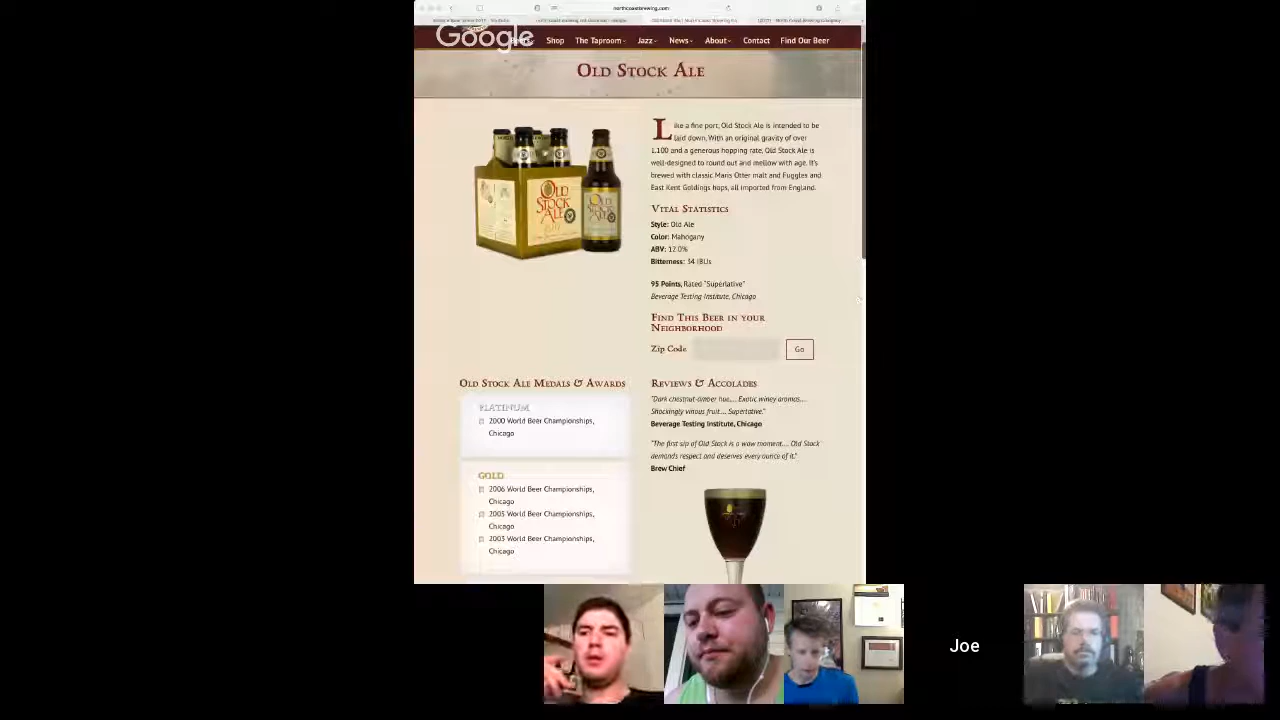 northcoastbrewing.com
Google
Shop
The Taproom
Jazz
News
About
Contact
Find Our Beer
Old Stock Ale
Like a fine port, Old Stock Ale is intended to be
laid down. With an original gravity of over
1.100 and a generous hopping rate, Old Stock Ale is
well-designed to round out and mellow with age. It's
brewed with classic Maris Otter malt and Fuggles and
East Kent Goldings hops, all imported from England.
Vital Statistics
Style: Old Ale
Color: Mahogany
ABV: 12.0%
Bitterness: 34 IBUs
95 Points, Rated "Superlative"
Beverage Testing Institute, Chicago
Find This Beer in your
Neighborhood
Zip Code
Go
Old Stock Ale Medals & Awards
PLATINUM
2000 World Beer Championships,
Chicago
GOLD
2006 World Beer Championships,
Chicago
2005 World Beer Championships,
Chicago
2003 World Beer Championships,
Chicago
Reviews & Accolades
"Dark chestnut-amber hue.... Exotic winey aromas....
Shockingly vinous fruit.... Superlative."
Beverage Testing Institute, Chicago
"The first sip of Old Stock is a wow moment.... Old Stock
demands respect and deserves every ounce of it."
Brew Chief
Old
Stock
Ale
Joe